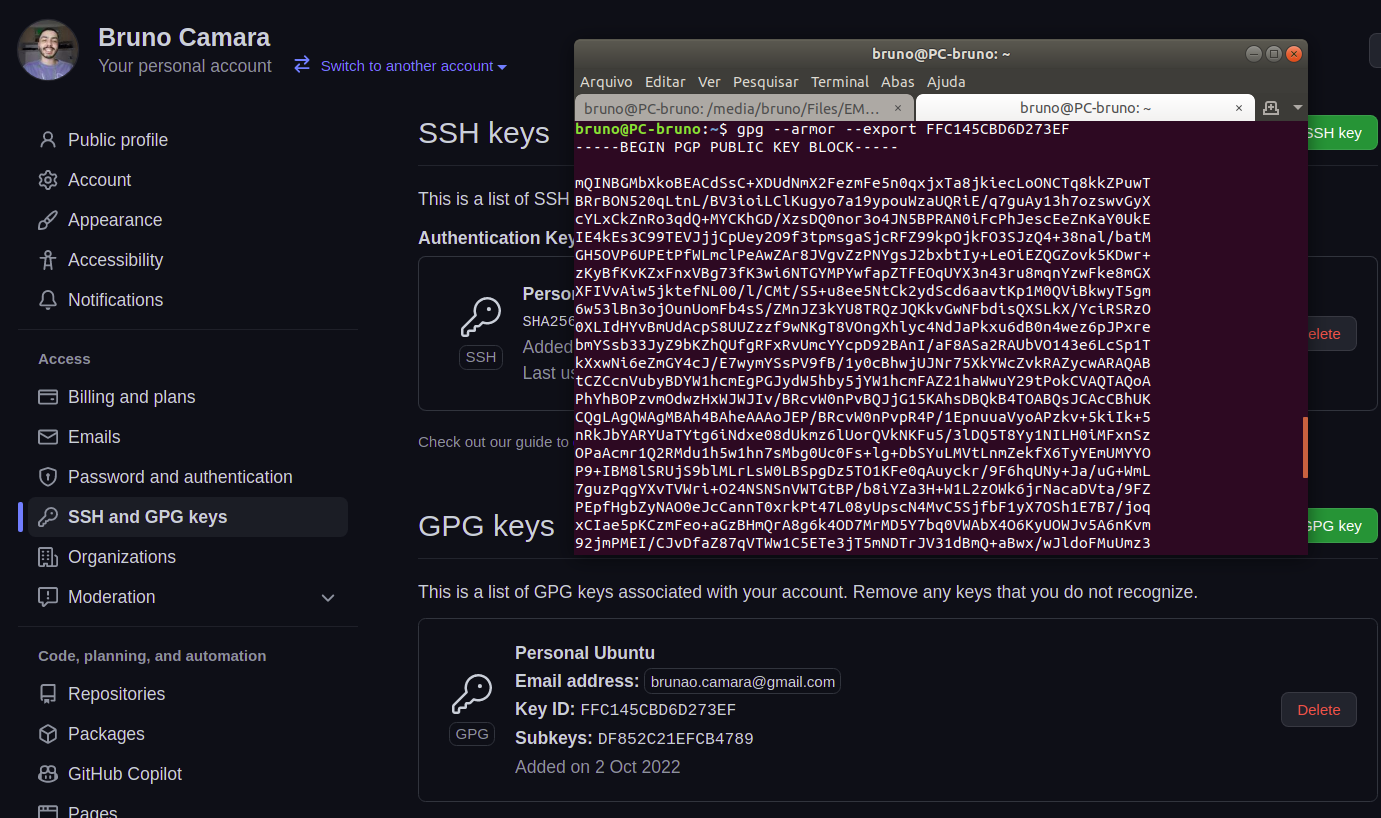 Bruno Camara
Your personal account
Switch to another account
Public profile
Account
Appearance
Accessibility
Notifications
Access
Billing and plans
Emails
Password and authentication
SSH and GPG keys
Organizations
Moderation
Code, planning, and automation
Repositories
Packages
GitHub Copilot
Pages
SSH keys
SSH key
This is a list of SSH
Authentication Key
Perso
SHA256
Added
Last us
SSH
elete
Check out our guide to
bruno@PC-bruno: ~
Arquivo Editar Ver Pesquisar Terminal Abas Ajuda
bruno@PC-bruno: /media/bruno/Files/EM... ×
bruno@PC-bruno: ~ ×
bruno@PC-bruno:~$ gpg --armor --export FFC145CBD6D273EF
-----BEGIN PGP PUBLIC KEY BLOCK-----
mQINBGMbXkoBEACdSsC+XDUdNmX2FezmFe5n0qxjxTa8jkiecLoONCTq8kkZPuwT
BRrBON520qLtnL/BV3ioiLClKugyo7a19ypouWzaUQRiE/q7guAy13h7ozswvGyX
cYLxCkZnRo3qdQ+MYCKhGD/XzsDQ0nor3o4JN5BPRAN0iFcPhJescEeZnKaY0UkE
IE4kEs3C99TEVJjjCpUey2O9f3tpmsgaSjcRFZ99kpOjkFO3SJzQ4+38nal/batM
GH5OVP6UPEtPfWLmclPeAwZAr8JVgvZzPNYgsJ2bxbtIy+LeOiEZQGZovk5KDwr+
zKyBfKvKZxFnxVBg73fK3wi6NTGYMPYwfapZTFEOqUYX3n43ru8mqnYzwFke8mGX
XFIVvAiw5jktefNL00/l/CMt/S5+u8ee5NtCk2ydScd6aavtKp1M0QViBkwyT5gm
6w53lBn3ojOunUomFb4sS/ZMnJZ3kYU8TRQzJQKkvGwNFbdisQXSLkX/YciRSRzO
0XLIdHYvBmUdAcpS8UUZzzf9wNKgT8VOngXhlyc4NdJaPkxu6dB0n4wez6pJPxre
bmYSsb33JyZ9bKZhQUfgRFxRvUmcYYcpD92BAnI/aF8ASa2RAUbVO143e6LcSp1T
kXxwNi6eZmGY4cJ/E7wymYSsPV9fB/1y0cBhwjUJNr75XkYWcZvkRAZycwARAQAB
tCZCcnVubyBDYW1hcmEgPGJydW5hby5jYW1hcmFAZ21haWwuY29tPokCVAQTAQoA
PhYhBOPzvmOdwzHxWJWJIv/BRcvW0nPvBQJjG15KAhsDBQkB4TOABQsJCAcCBhUK
CQgLAgQWAgMBAh4BAheAAAoJEP/BRcvW0nPvpR4P/1EpnuuaVyoAPzkv+5kiIk+5
nRkJbYARYUaTYtg6iNdxe08dUkmz6lUorQVkNKFu5/3lDQ5T8Yy1NILH0iMFxnSz
OPaAcmr1Q2RMdu1h5w1hn7sMbg0Uc0Fs+lg+DbSYuLMVtLnmZekfX6TyYEmUMYYO
P9+IBM8lSRUjS9blMLrLsW0LBSpgDz5TO1KFe0qAuyckr/9F6hqUNy+Ja/uG+WmL
7guzPqgYXvTVWri+O24NSNSnVWTGtBP/b8iYZa3H+W1L2zOWk6jrNacaDVta/9FZ
PEpfHgbZyNAO0eJcCannT0xrkPt47L08yUpscN4MvC5SjfbF1yX7OSh1E7B7/joq
xCIae5pKCzmFeo+aGzBHmQrA8g6k4OD7MrMD5Y7bq0VWAbX4O6KyUOWJv5A6nKvm
92jmPMEI/CJvDfaZ87qVTWw1C5ETe3jT5mNDTrJV31dBmQ+aBwx/wJldoFMuUmz3
GPG keys
GPG key
This is a list of GPG keys associated with your account. Remove any keys that you do not recognize.
Personal Ubuntu
Email address: brunao.camara@gmail.com
Key ID: FFC145CBD6D273EF
Subkeys: DF852C21EFCB4789
Added on 2 Oct 2022
GPG
Delete